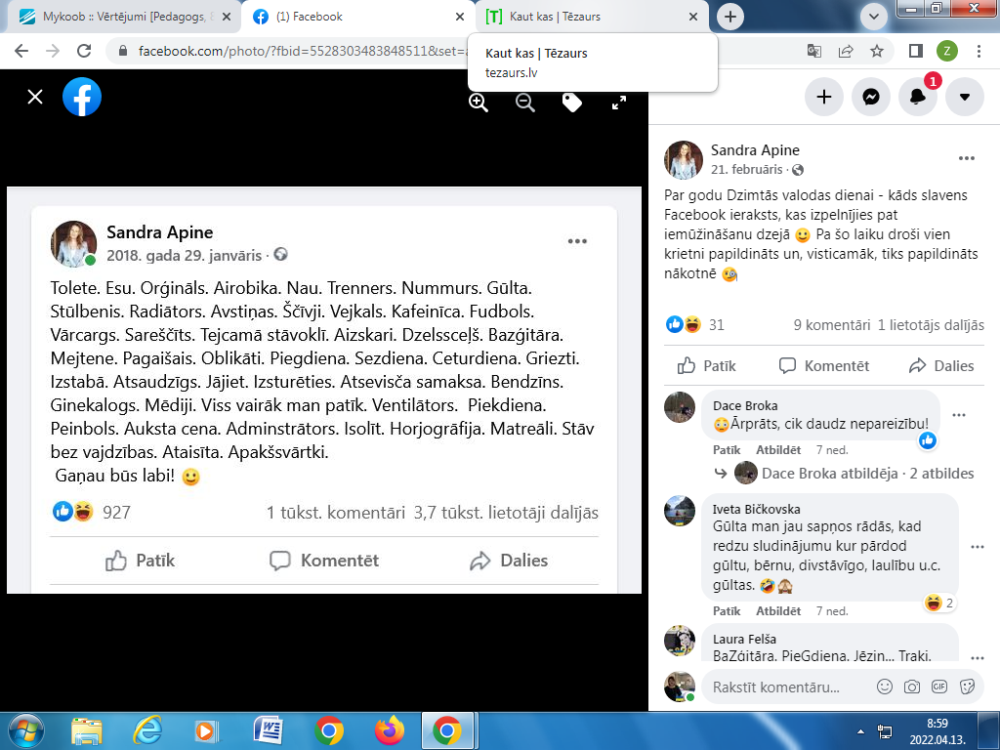 Mykoob :: Vērtējumi [Pedagogs,
(1) Facebook
Kaut kas | Tēzaurs
facebook.com/photo/?fbid=5528303483848511&set=
Kaut kas | Tēzaurs
tezaurs.lv
Z
1
Sandra Apine
2018. gada 29. janvāris ·
Tolete. Esu. Orģināls. Airobika. Nau. Trenners. Nummurs. Gūlta.
Stūlbenis. Radiātors. Avstiņas. Ščīvji. Vejkals. Kafeinīca. Fudbols.
Vārcargs. Sareščīts. Tejcamā stāvoklī. Aizskari. Dzelssceļš. Bazģitāra.
Mejtene. Pagaišais. Oblikāti. Piegdiena. Sezdiena. Ceturdiena. Griezti.
Izstabā. Atsaudzīgs. Jājiet. Izsturēties. Atsevisča samaksa. Bendzīns.
Ginekalogs. Mēdiji. Viss vairāk man patīk. Ventilātors. Piekdiena.
Peinbols. Auksta cena. Adminstrātors. Isolīt. Horjogrāfija. Matreāli. Stāv
bez vajdzības. Ataisīta. Apakšsvārtki.
Gaņau būs labi!
927
1 tūkst. komentāri 3,7 tūkst. lietotāji dalījās
Patīk
Komentēt
Dalies
Sandra Apine
21. februāris ·
Par godu Dzimtās valodas dienai - kāds slavens
Facebook ieraksts, kas izpelnījies pat
iemūžināšanu dzejā Pa šo laiku droši vien
krietni papildināts un, visticamāk, tiks papildināts
nākotnē
31
9 komentāri 1 lietotājs dalījās
Patīk
Komentēt
Dalies
Dace Broka
Ārprāts, cik daudz nepareizību!
Patīk Atbildēt 7 ned.
Dace Broka atbildēja · 2 atbildes
Iveta Bičkovska
Gūlta man jau sapņos rādās, kad
redzu sludinājumu kur pārdod
gūltu, bērnu, divstāvīgo, laulību u.c.
gūltas.
2
Patīk Atbildēt 7 ned.
Laura Felša
BaZģitāra. PieGdiena. Jēziņ... Traki.
Rakstīt komentāru...
GIF
8:59
2022.04.13.